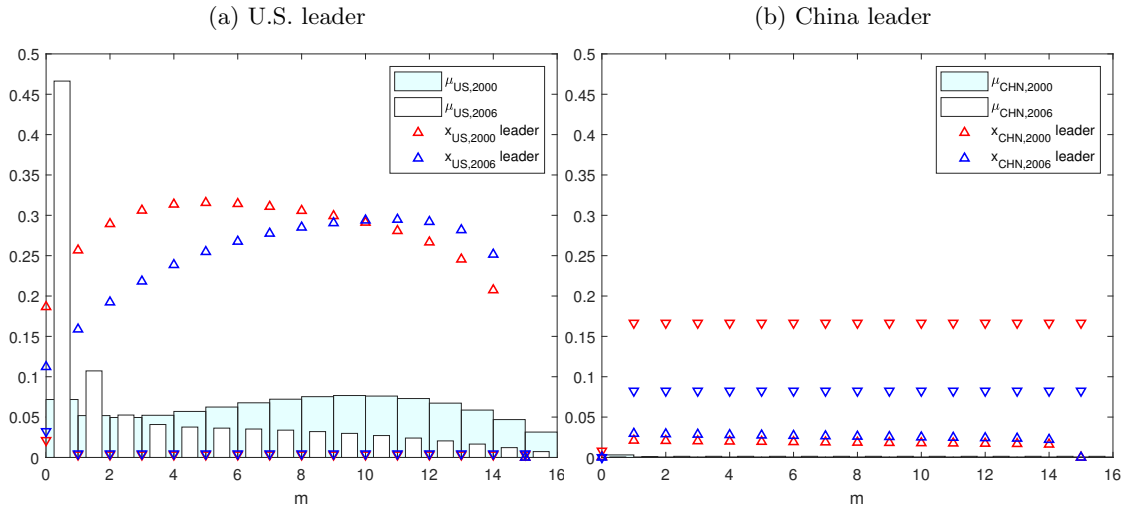 (a) U.S. leader
0.5
0.45
0.4
0.35
0.3
0.25
0.2
0.15
0.1
0.05
0
0 2 4 6 8 10 12 14 16
m
μUS,2000
μUS,2006
xUS,2000 leader
xUS,2006 leader
(b) China leader
0.5
0.45
0.4
0.35
0.3
0.25
0.2
0.15
0.1
0.05
0
0 2 4 6 8 10 12 14 16
m
μCHN,2000
μCHN,2006
xCHN,2000 leader
xCHN,2006 leader